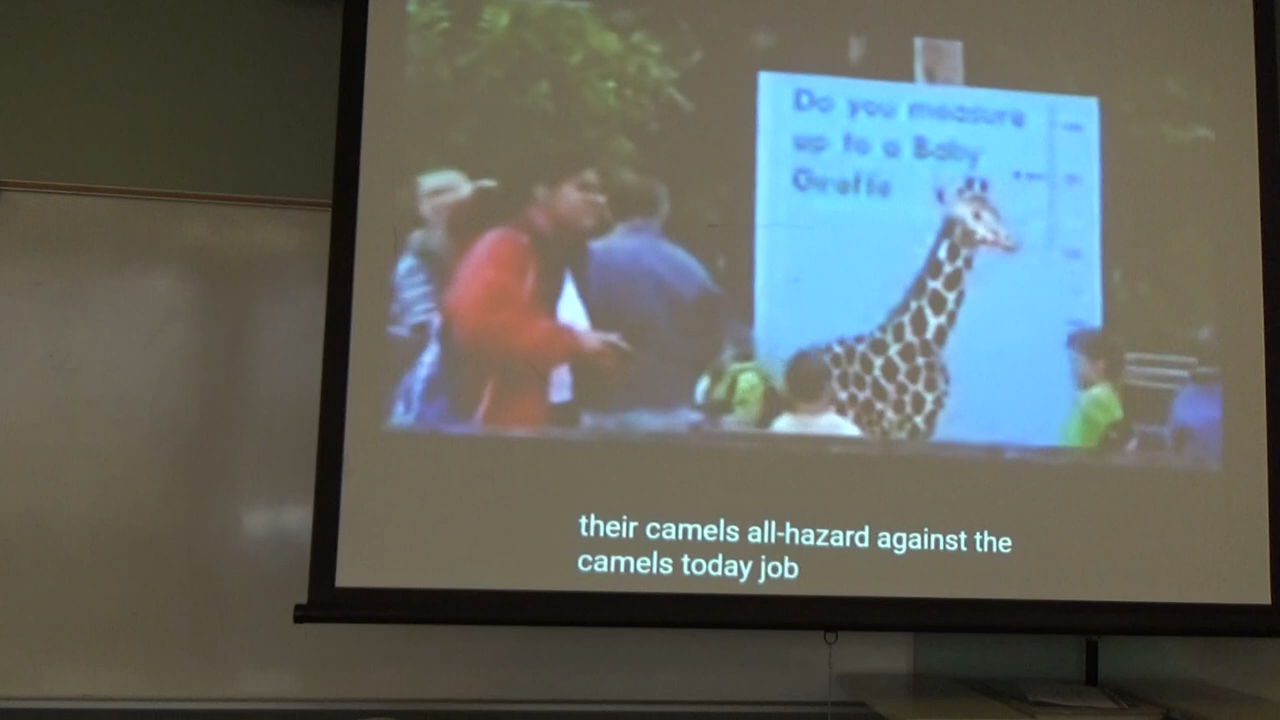 Do you measure
up to a Baby
Giraffe
their camels all-hazard against the
camels today job